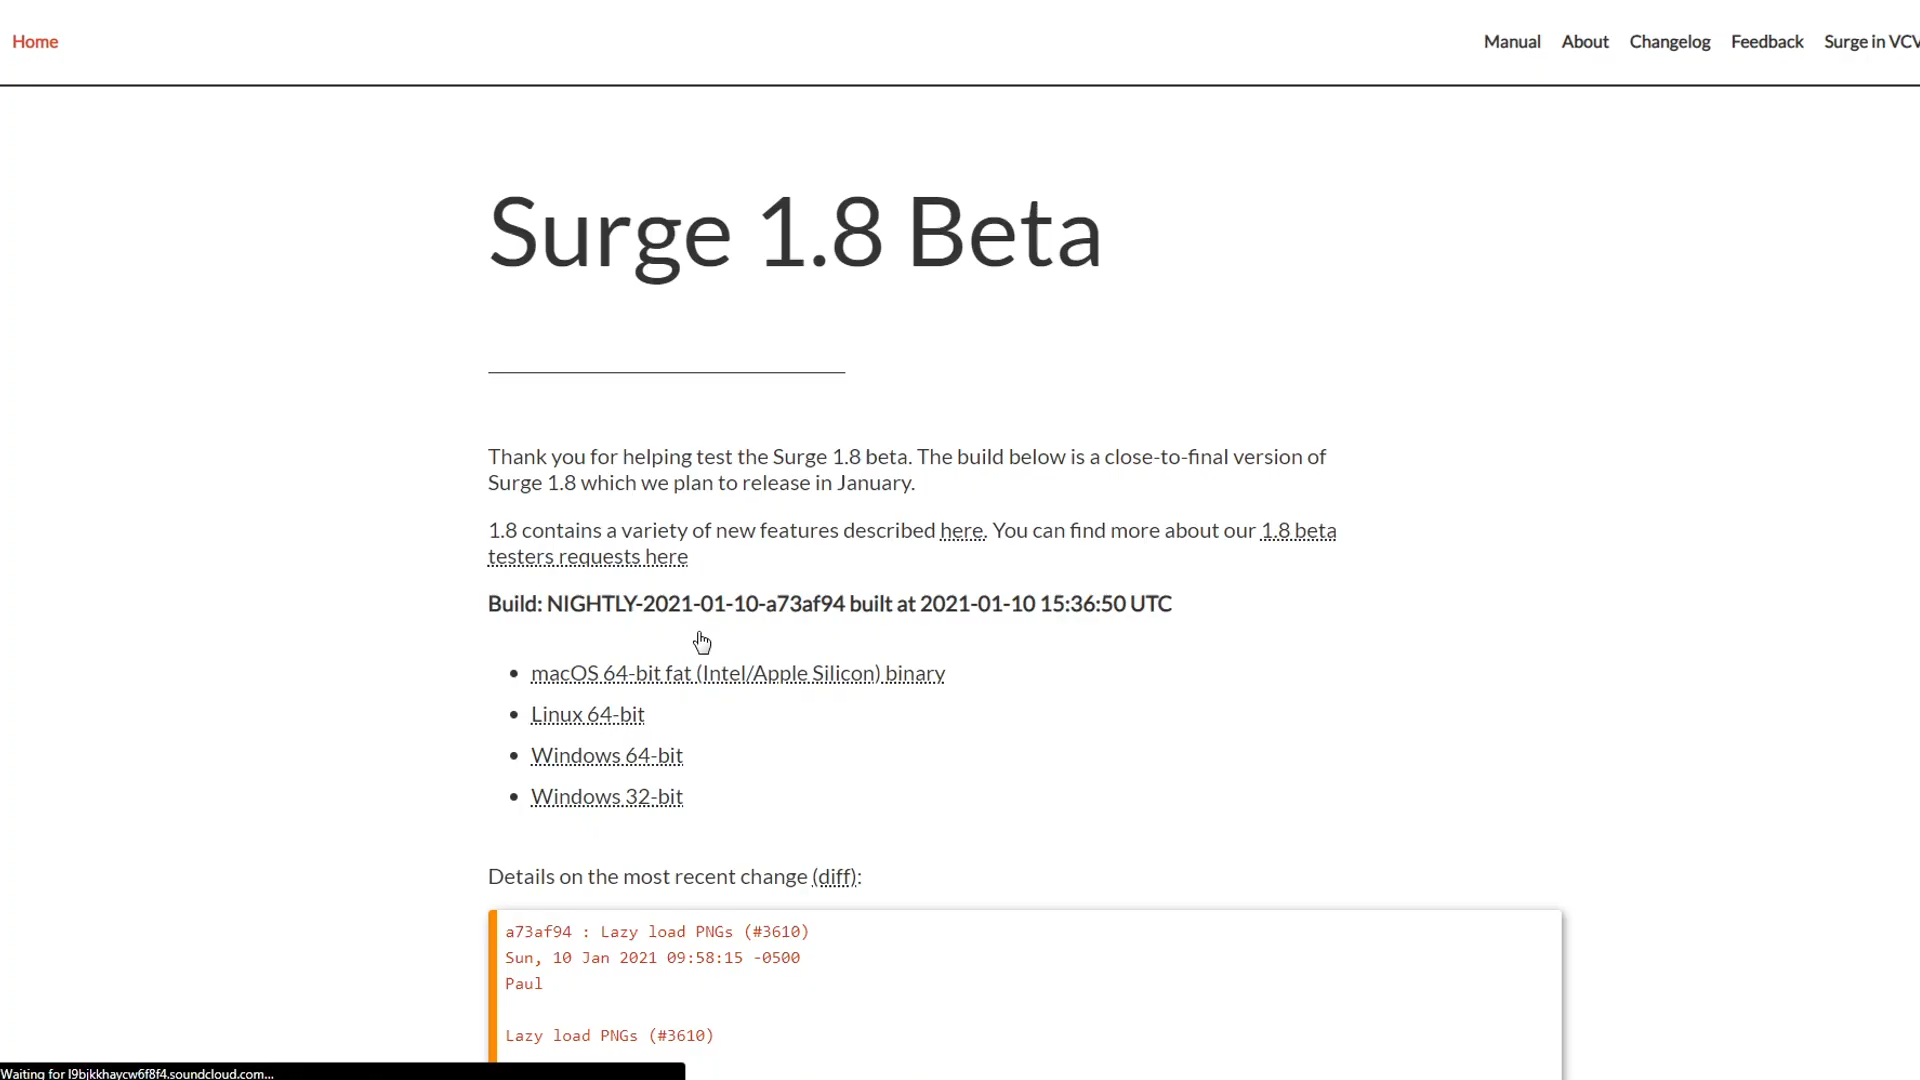 Home
Manual About Changelog Feedback Surge in VCV
Surge 1.8 Beta
Thank you for helping test the Surge 1.8 beta. The build below is a close-to-final version of
Surge 1.8 which we plan to release in January.
1.8 contains a variety of new features described here. You can find more about our 1.8 beta
testers requests here
Build: NIGHTLY-2021-01-10-a73af94 built at 2021-01-10 15:36:50 UTC
• macOS 64-bit fat (Intel/Apple Silicon) binary
• Linux 64-bit
• Windows 64-bit
• Windows 32-bit
Details on the most recent change (diff):
a73af94 : Lazy load PNGs (#3610)
Sun, 10 Jan 2021 09:58:15 -0500
Paul
Lazy load PNGs (#3610)
Waiting for l9bjkkhaycw6f8f4.soundcloud.com...